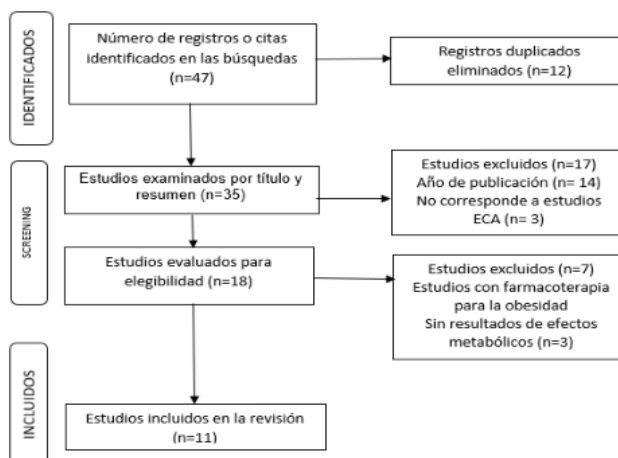 IDENTIFICADOS
Número de registros o citas
identificados en las búsquedas
(n=47)
Registros duplicados
eliminados (n=12)
SCREENING
Estudios examinados por título y
resumen (n=35)
Estudios excluidos (n=17)
Año de publicación (n= 14)
No corresponde a estudios
ECA (n= 3)
Estudios evaluados para
elegibilidad (n=18)
Estudios excluidos (n=7)
Estudios con farmacoterapia
para la obesidad
Sin resultados de efectos
metabólicos (n=3)
INCLUIDOS
Estudios incluidos en la revisión
(n=11)